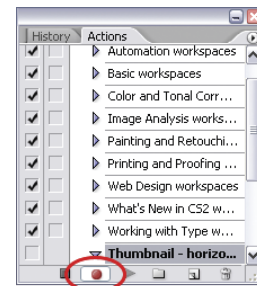 History Actions
Automation workspaces
Basic workspaces
Color and Tonal Corr...
Image Analysis works...
Painting and Retouchi...
Printing and Proofing ...
Web Design workspaces
What's New in CS2 w...
Working with Type w...
Thumbnail - horizo...